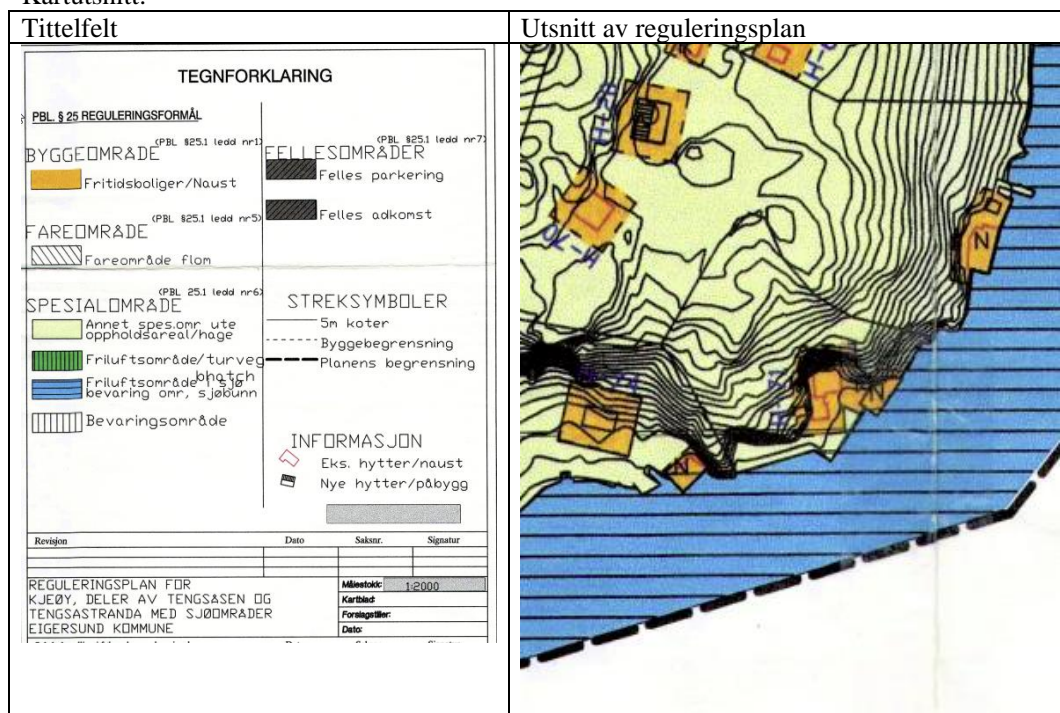 Kartutsnitt:
Tittelfelt
Utsnitt av reguleringsplan
TEGNFORKLARING
PBL. § 25 REGULERINGSFORMÅL
(PBL §25.1 ledd nr1)
BYGGEOMRÅDE
Fritidsboliger/Naust
(PBL §25.1 ledd nr5)
FAREOMRÅDE
Fareområde flom
(PBL 25.1 ledd nr6)
SPESIALOMRÅDE
Annet spes.omr ute
oppholdsareal/hage
Friluftsområde/turveg
bhatch
Friluftsområde i sjø
bevaring omr, sjøbunn
Bevaringsområde
(PBL §25.1 ledd nr7)
FELLESOMRÅDER
Felles parkering
Felles adkomst
STREKSYMBOLER
5m koter
Byggebegrensning
Planens begrensning
INFORMASJON
Eks. hytter/naust
Nye hytter/påbygg
Revisjon Dato Saksnr. Signatur
REGULERINGSPLAN FOR
KJEØY, DELER AV TENGSÅSEN OG
TENGSASTRANDA MED SJØOMRÅDER
EIGERSUND KOMMUNE
Målestokk: 1:2000
Kartblad:
Forslagstiller:
Dato:
N
N
N